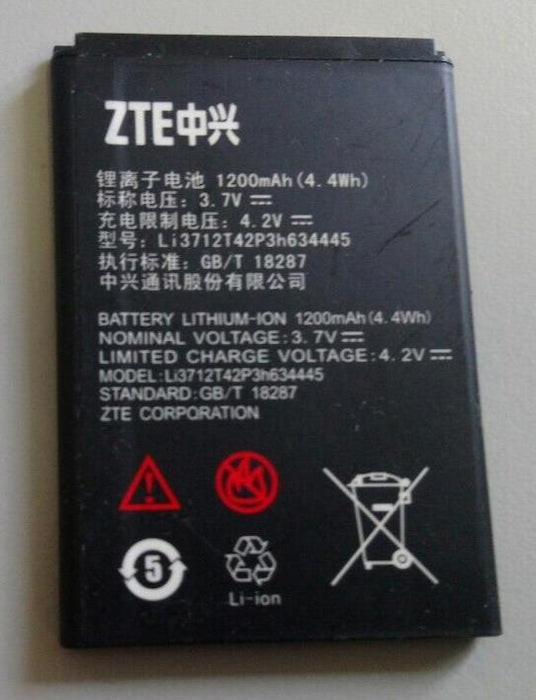 ZTE中兴
锂离子电池 1200mAh(4.4Wh)
标称电压: 3.7V ⎓
充电限制电压: 4.2V ⎓
型号: Li3712T42P3h634445
执行标准: GB/T 18287
中兴通讯股份有限公司
BATTERY LITHIUM-ION 1200mAh(4.4Wh)
NOMINAL VOLTAGE:3.7V ⎓
LIMITED CHARGE VOLTAGE:4.2V ⎓
MODEL:Li3712T42P3h634445
STANDARD:GB/T 18287
ZTE CORPORATION
5
Li-ion